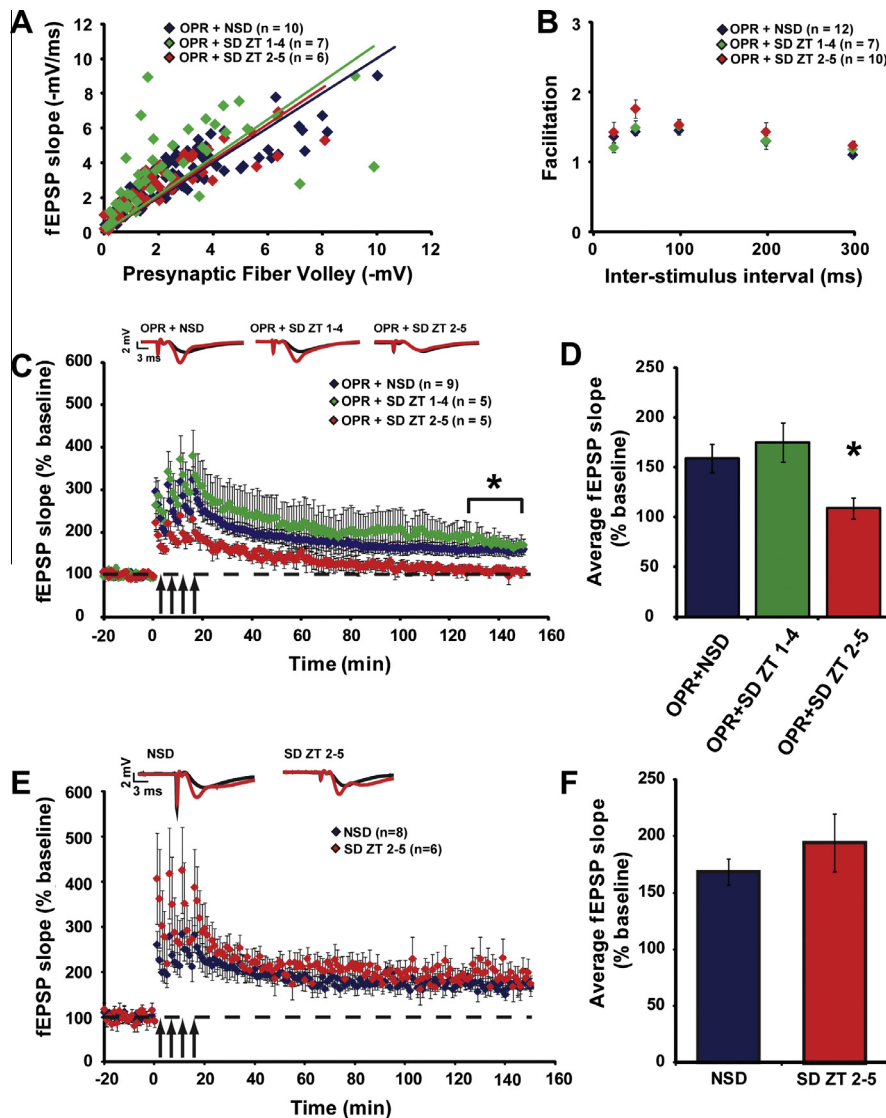 A
OPR + NSD (n = 10)
OPR + SD ZT 1-4 (n = 7)
OPR + SD ZT 2-5 (n = 6)
fEPSP slope (-mV/ms)
10
8
6
4
2
0
0 2 4 6 8 10 12
Presynaptic Fiber Volley (-mV)
B
OPR + NSD (n = 12)
OPR + SD ZT 1-4 (n = 7)
OPR + SD ZT 2-5 (n = 10)
Facilitation
3
2
1
0
0 100 200 300
Inter-stimulus interval (ms)
C
OPR + NSD
OPR + SD ZT 1-4
OPR + SD ZT 2-5
2 mV
3 ms
OPR + NSD (n = 9)
OPR + SD ZT 1-4 (n = 5)
OPR + SD ZT 2-5 (n = 5)
fEPSP slope (% baseline)
600
500
400
300
200
100
0
*
-20 0 20 40 60 80 100 120 140 160
Time (min)
D
Average fEPSP slope
(% baseline)
250
200
150
100
50
0
*
OPR+NSD
OPR+SD ZT 1-4
OPR+SD ZT 2-5
E
NSD
SD ZT 2-5
2 mV
3 ms
NSD (n=8)
SD ZT 2-5 (n=6)
fEPSP slope (% baseline)
600
500
400
300
200
100
0
-20 0 20 40 60 80 100 120 140 160
Time (min)
F
Average fEPSP slope
(% baseline)
250
200
150
100
50
0
NSD
SD ZT 2-5